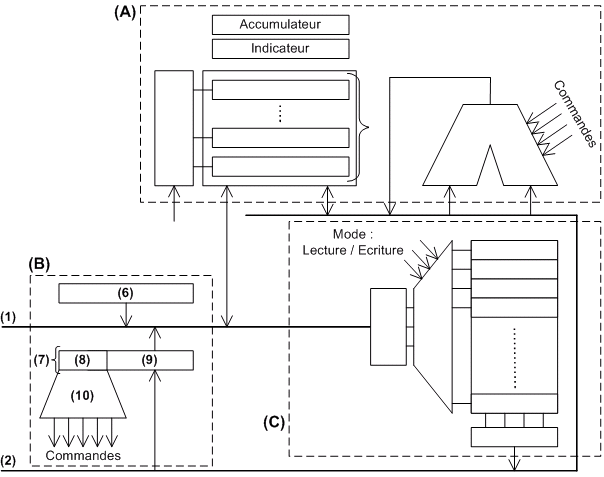 (A)
Accumulateur
Indicateur
Commandes
Mode :
Lecture / Ecriture
(B)
(6)
(1)
(7) (8) (9)
(10)
(C)
Commandes
(2)